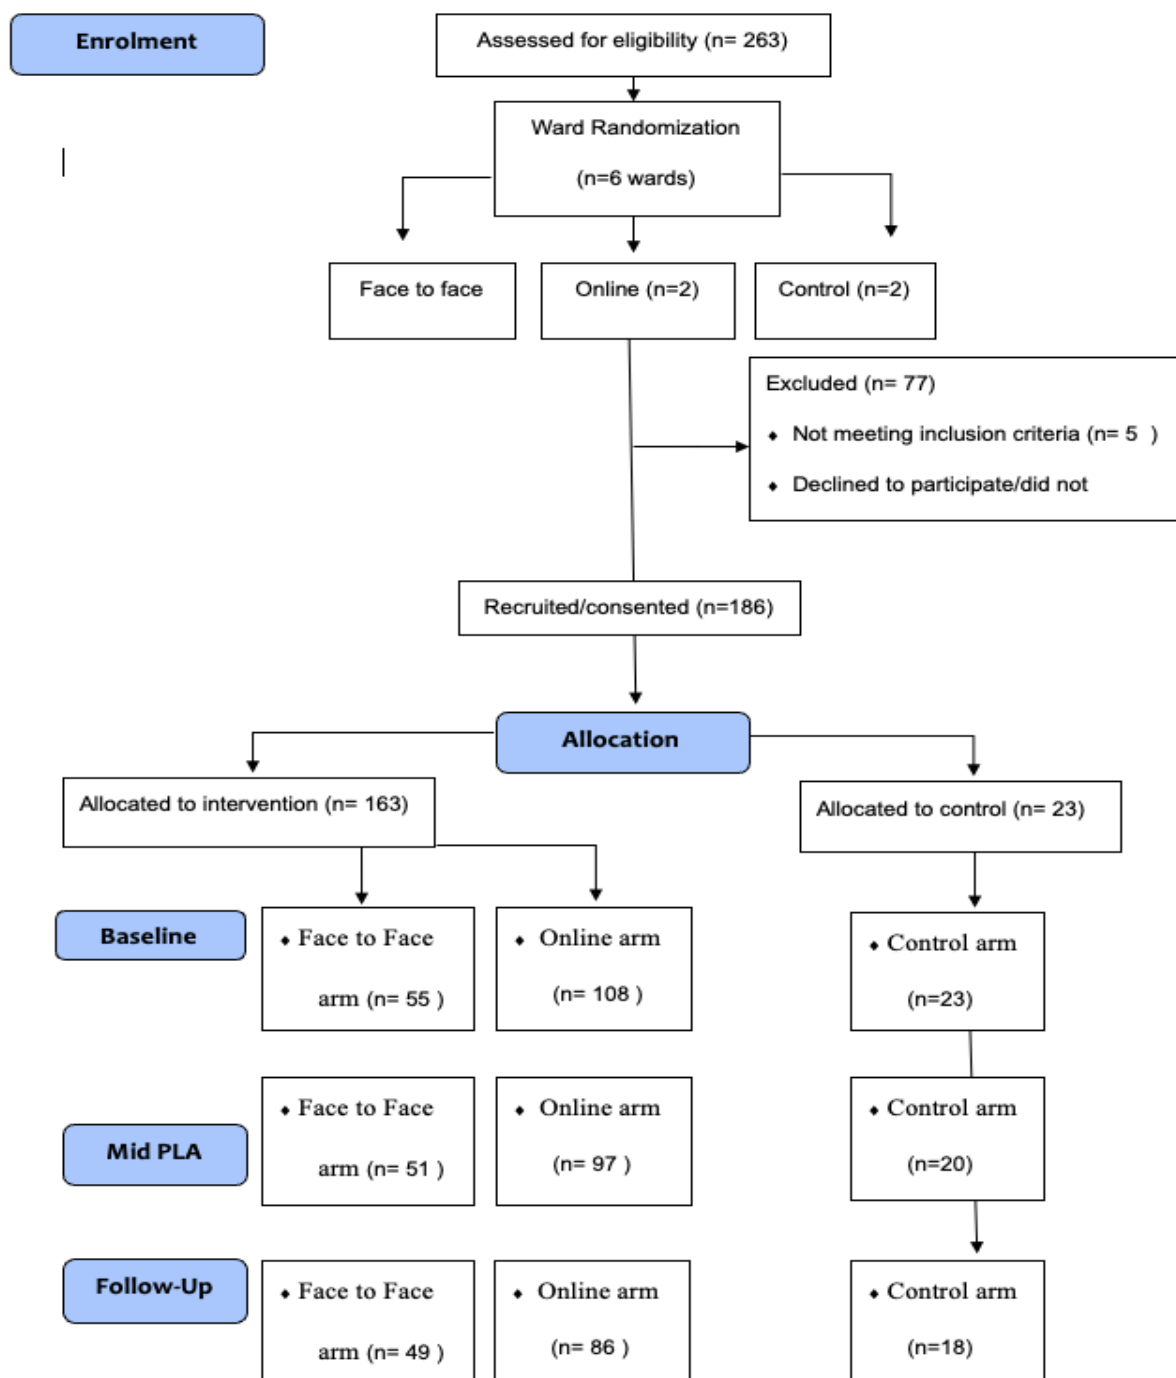 Enrolment
Assessed for eligibility (n= 263)
Ward Randomization
(n=6 wards)
Face to face
Online (n=2)
Control (n=2)
Excluded (n= 77)
⬧ Not meeting inclusion criteria (n= 5 )
⬧ Declined to participate/did not
Recruited/consented (n=186)
Allocation
Allocated to intervention (n= 163)
Allocated to control (n= 23)
Baseline
⬧ Face to Face
arm (n= 55 )
⬧ Online arm
(n= 108 )
⬧ Control arm
(n=23)
Mid PLA
⬧ Face to Face
arm (n= 51 )
⬧ Online arm
(n= 97 )
⬧ Control arm
(n=20)
Follow-Up
⬧ Face to Face
arm (n= 49 )
⬧ Online arm
(n= 86 )
⬧ Control arm
(n=18)